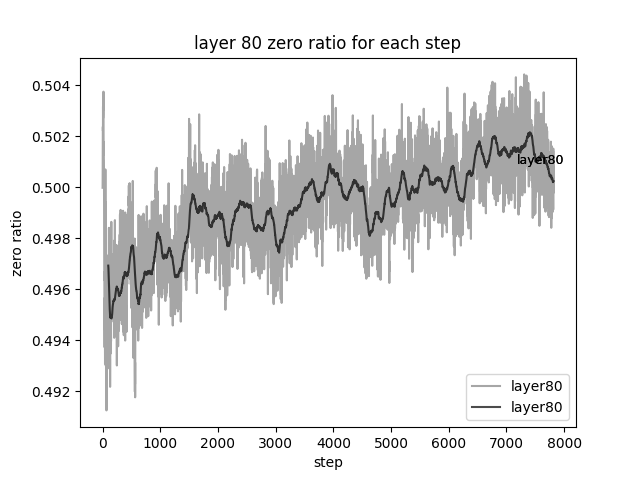 layer 80 zero ratio for each step
0.504
0.502
0.500
0.498
0.496
0.494
0.492
zero ratio
layer80
layer80
layer80
0 1000 2000 3000 4000 5000 6000 7000 8000
step